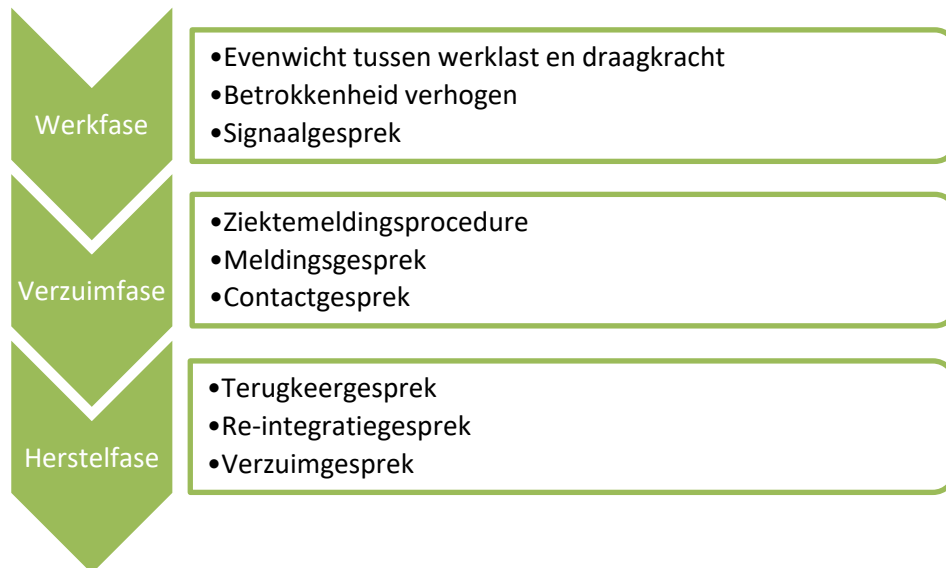 Werkfase
•Evenwicht tussen werklast en draagkracht
•Betrokkenheid verhogen
•Signaalgesprek
Verzuimfase
•Ziektemeldingsprocedure
•Meldingsgesprek
•Contactgesprek
Herstelfase
•Terugkeergesprek
•Re-integratiegesprek
•Verzuimgesprek